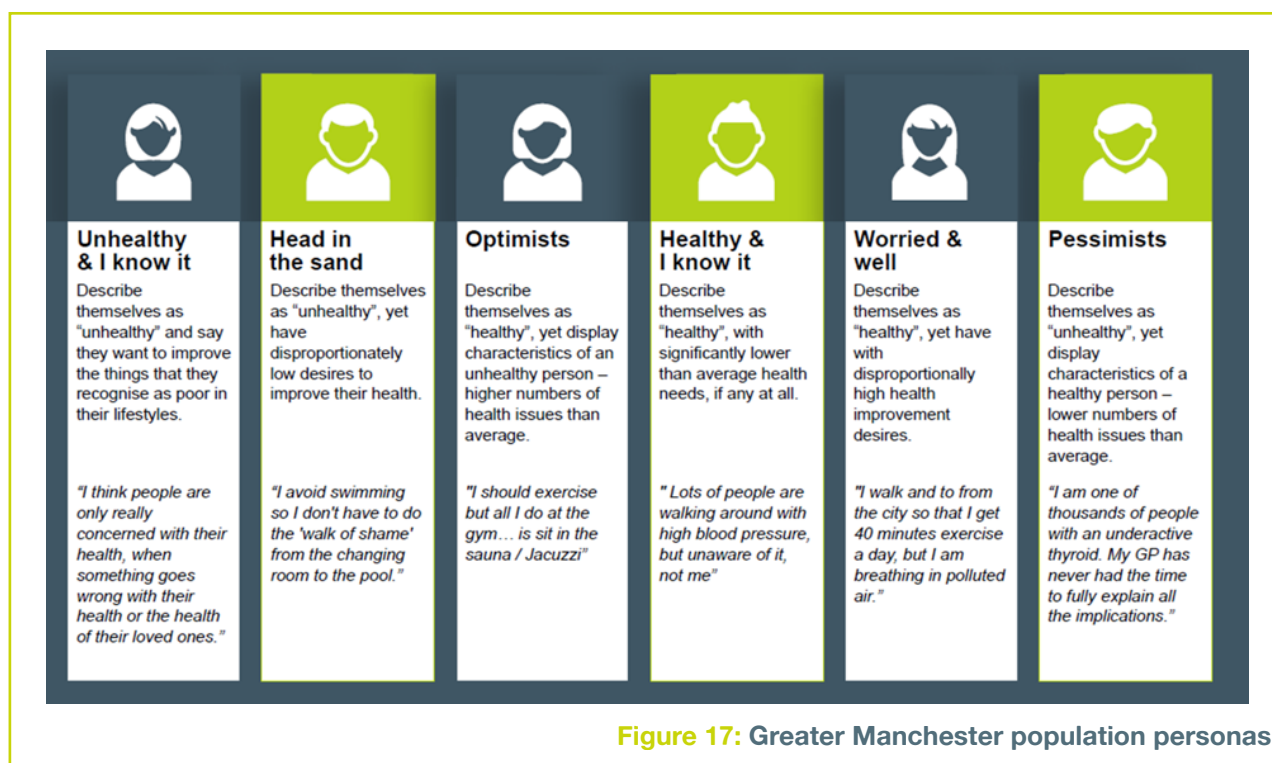 Unhealthy
& I know it
Describe
themselves as
“unhealthy” and say
they want to improve
the things that they
recognise as poor in
their lifestyles.
“I think people are
only really
concerned with their
health, when
something goes
wrong with their
health or the health
of their loved ones.”
Head in
the sand
Describe themselves
as “unhealthy”, yet
have
disproportionately
low desires to
improve their health.
“I avoid swimming
so I don't have to do
the 'walk of shame'
from the changing
room to the pool.”
Optimists
Describe
themselves as
“healthy”, yet display
characteristics of an
unhealthy person –
higher numbers of
health issues than
average.
"I should exercise
but all I do at the
gym… is sit in the
sauna / Jacuzzi”
Healthy &
I know it
Describe
themselves as
“healthy”, with
significantly lower
than average health
needs, if any at all.
" Lots of people are
walking around with
high blood pressure,
but unaware of it,
not me”
Worried &
well
Describe
themselves as
“healthy”, yet have
with
disproportionally
high health
improvement
desires.
"I walk and to from
the city so that I get
40 minutes exercise
a day, but I am
breathing in polluted
air.”
Pessimists
Describe
themselves as
“unhealthy”, yet
display
characteristics of a
healthy person –
lower numbers of
health issues than
average.
“I am one of
thousands of people
with an underactive
thyroid. My GP has
never had the time
to fully explain all
the implications.”
Figure 17: Greater Manchester population personas